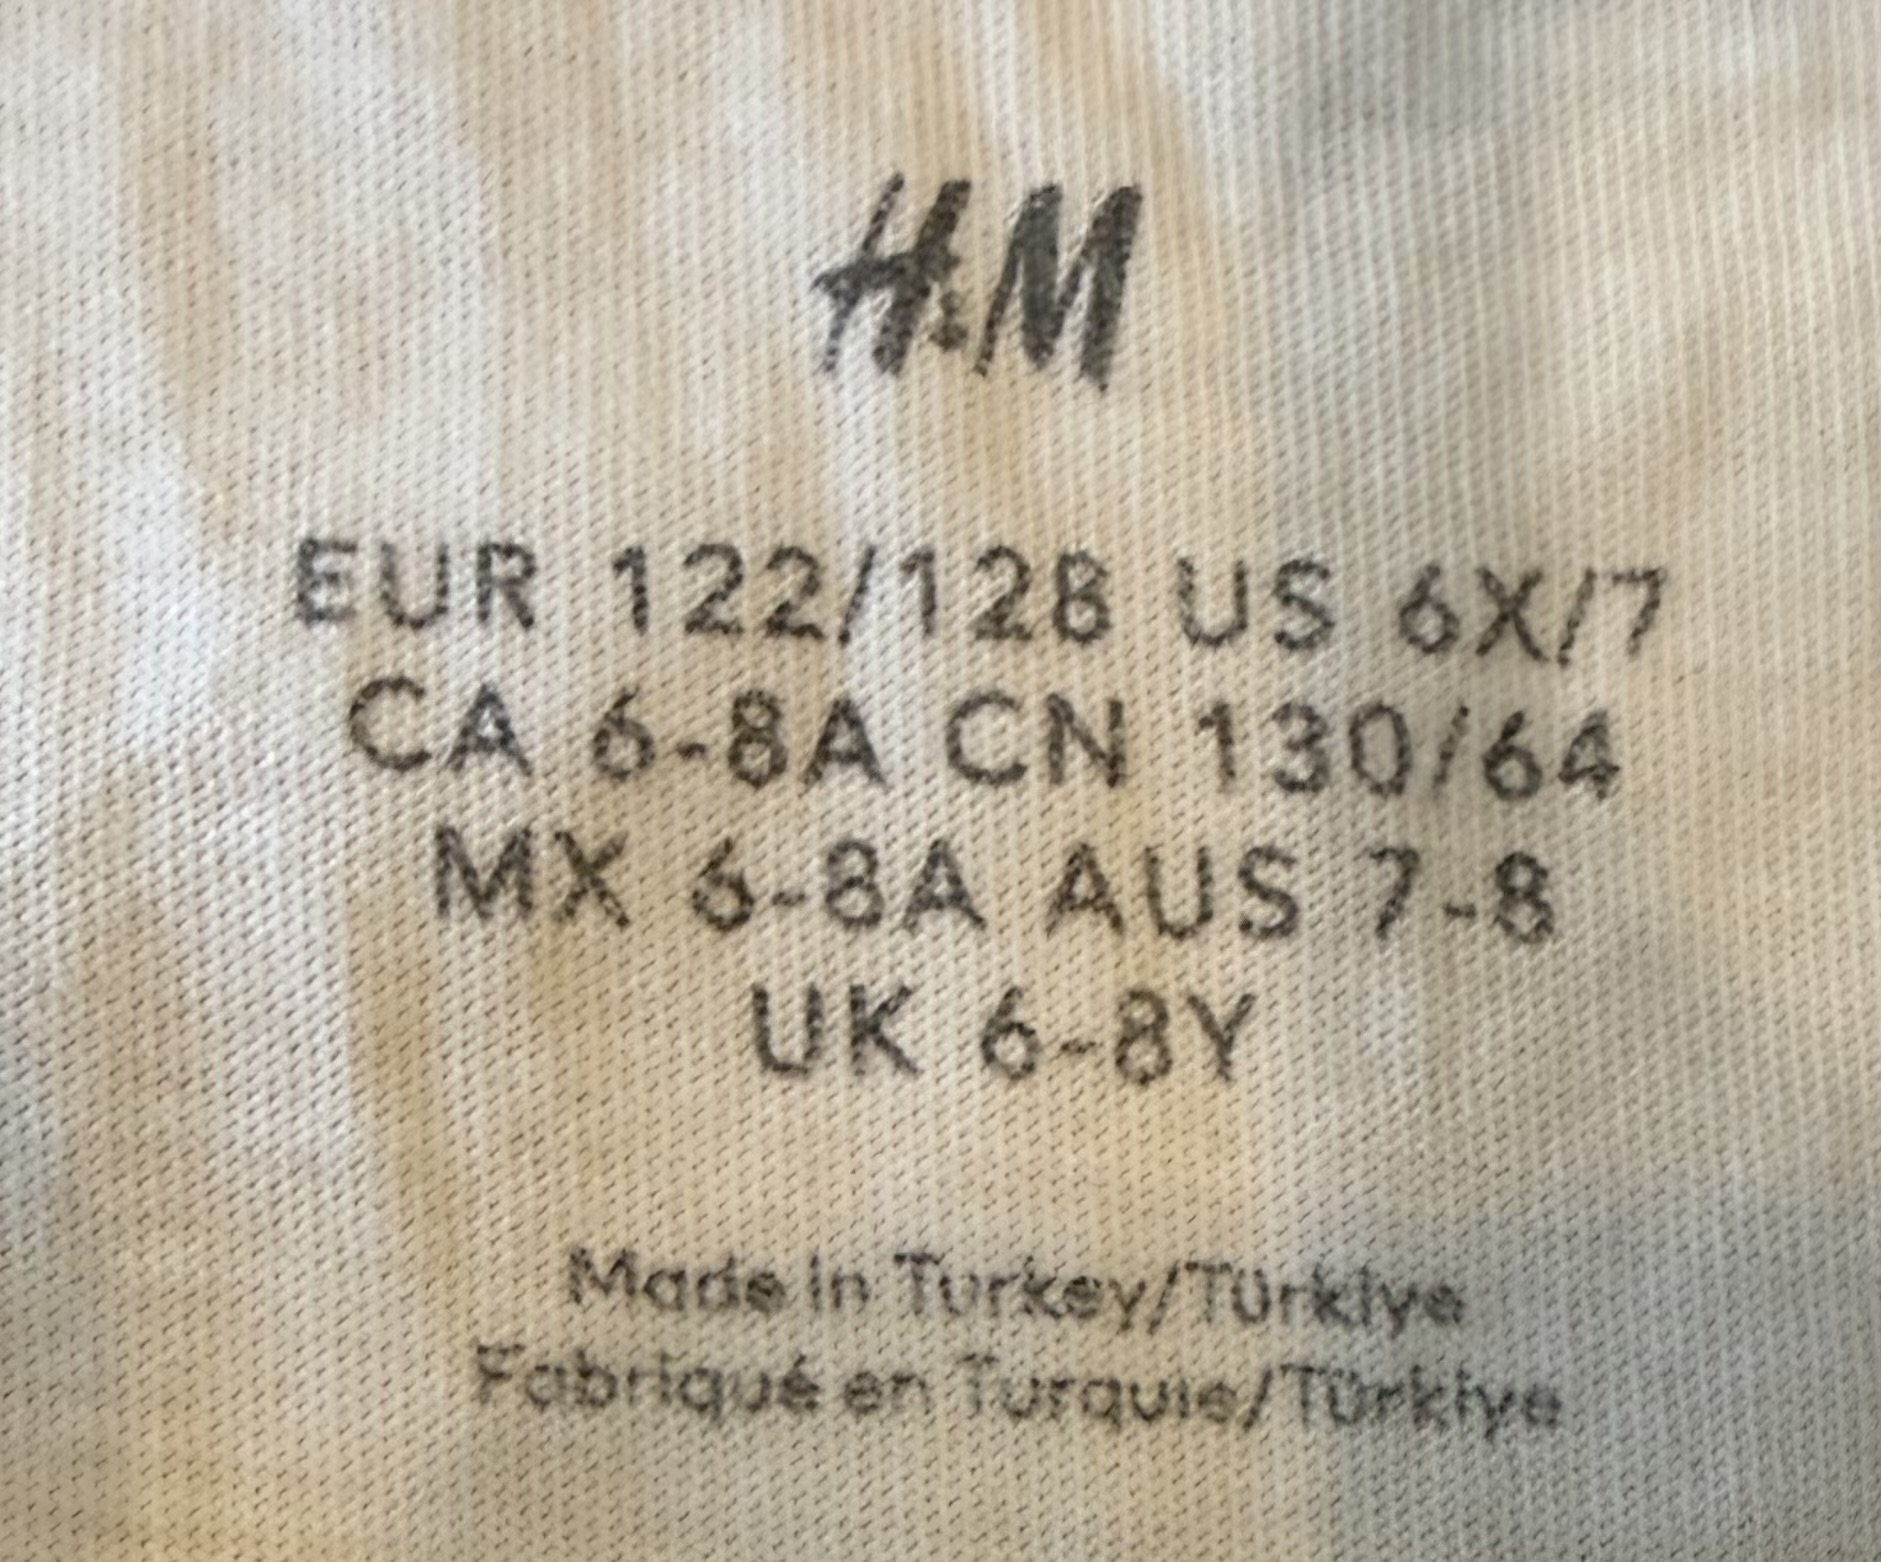 H&M
EUR 122/128 US 6X/7
CA 6-8A CN 130/64
MX 6-8A AUS 7-8
UK 6-8Y
Made in Turkey/Türkiye
Fabriqué en Turquie/Türkiye